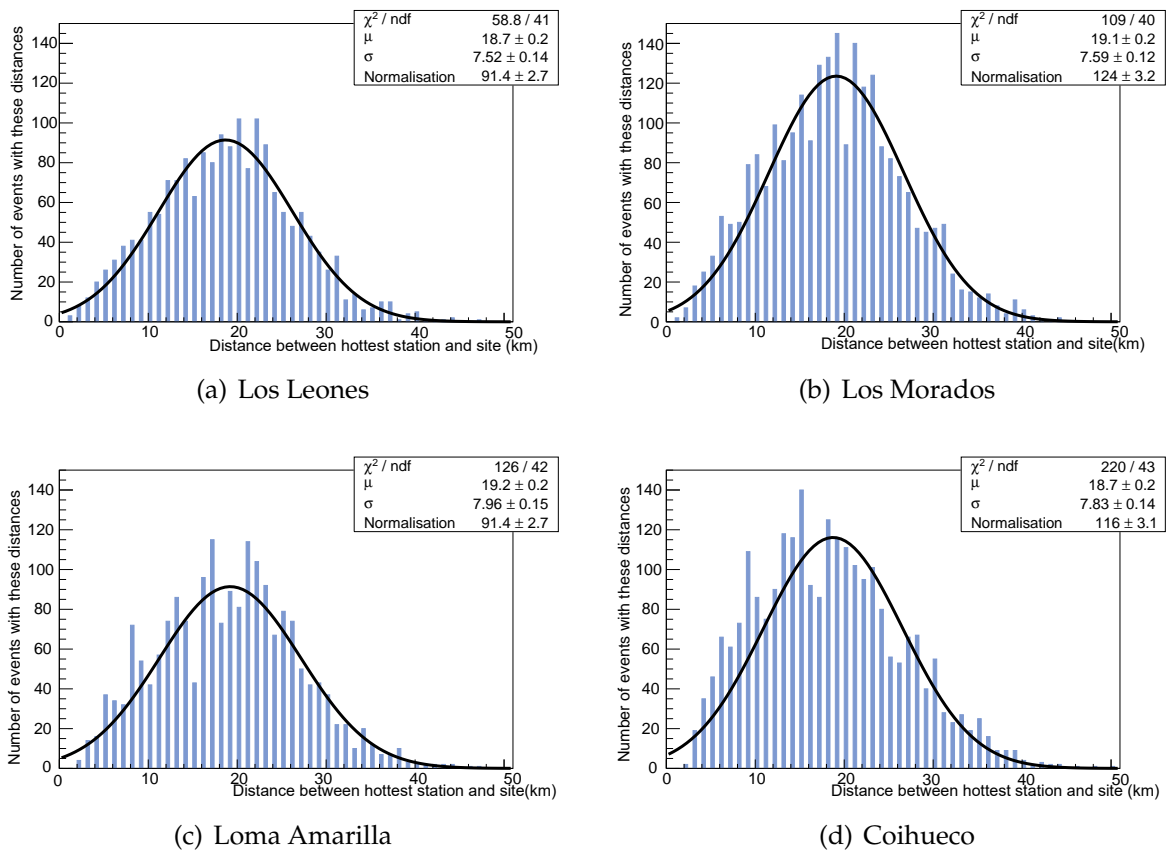 χ² / ndf 58.8 / 41
μ 18.7 ± 0.2
σ 7.52 ± 0.14
Normalisation 91.4 ± 2.7
Number of events with these distances
140
120
100
80
60
40
20
0
0 10 20 30 40 50
Distance between hottest station and site (km)
(a) Los Leones
χ² / ndf 109 / 40
μ 19.1 ± 0.2
σ 7.59 ± 0.12
Normalisation 124 ± 3.2
Number of events with these distances
140
120
100
80
60
40
20
0
0 10 20 30 40 50
Distance between hottest station and site(km)
(b) Los Morados
χ² / ndf 126 / 42
μ 19.2 ± 0.2
σ 7.96 ± 0.15
Normalisation 91.4 ± 2.7
Number of events with these distances
140
120
100
80
60
40
20
0
0 10 20 30 40 50
Distance between hottest station and site(km)
(c) Loma Amarilla
χ² / ndf 220 / 43
μ 18.7 ± 0.2
σ 7.83 ± 0.14
Normalisation 116 ± 3.1
Number of events with these distances
140
120
100
80
60
40
20
0
0 10 20 30 40 50
Distance between hottest station and site (km)
(d) Coihueco